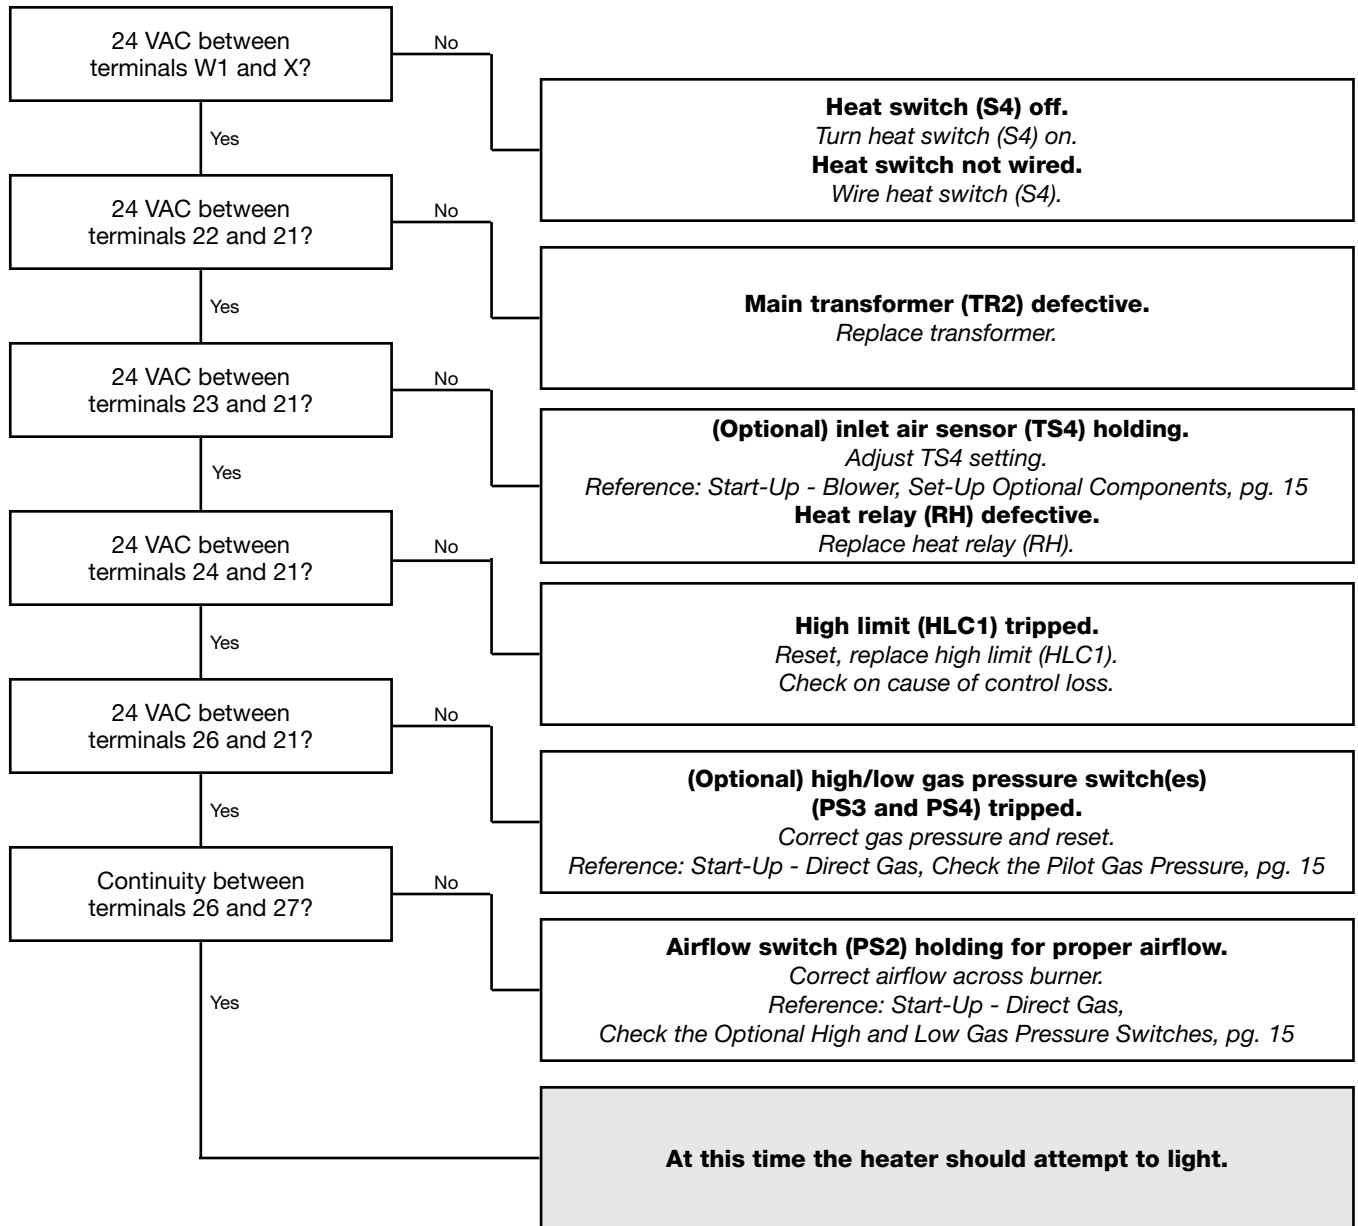 24 VAC between
terminals W1 and X?
No
Yes
Heat switch (S4) off.
Turn heat switch (S4) on.
Heat switch not wired.
Wire heat switch (S4).
24 VAC between
terminals 22 and 21?
No
Yes
Main transformer (TR2) defective.
Replace transformer.
24 VAC between
terminals 23 and 21?
No
Yes
(Optional) inlet air sensor (TS4) holding.
Adjust TS4 setting.
Reference: Start-Up - Blower, Set-Up Optional Components, pg. 15
Heat relay (RH) defective.
Replace heat relay (RH).
24 VAC between
terminals 24 and 21?
No
Yes
High limit (HLC1) tripped.
Reset, replace high limit (HLC1).
Check on cause of control loss.
24 VAC between
terminals 26 and 21?
No
Yes
(Optional) high/low gas pressure switch(es)
(PS3 and PS4) tripped.
Correct gas pressure and reset.
Reference: Start-Up - Direct Gas, Check the Pilot Gas Pressure, pg. 15
Continuity between
terminals 26 and 27?
No
Yes
Airflow switch (PS2) holding for proper airflow.
Correct airflow across burner.
Reference: Start-Up - Direct Gas,
Check the Optional High and Low Gas Pressure Switches, pg. 15
At this time the heater should attempt to light.